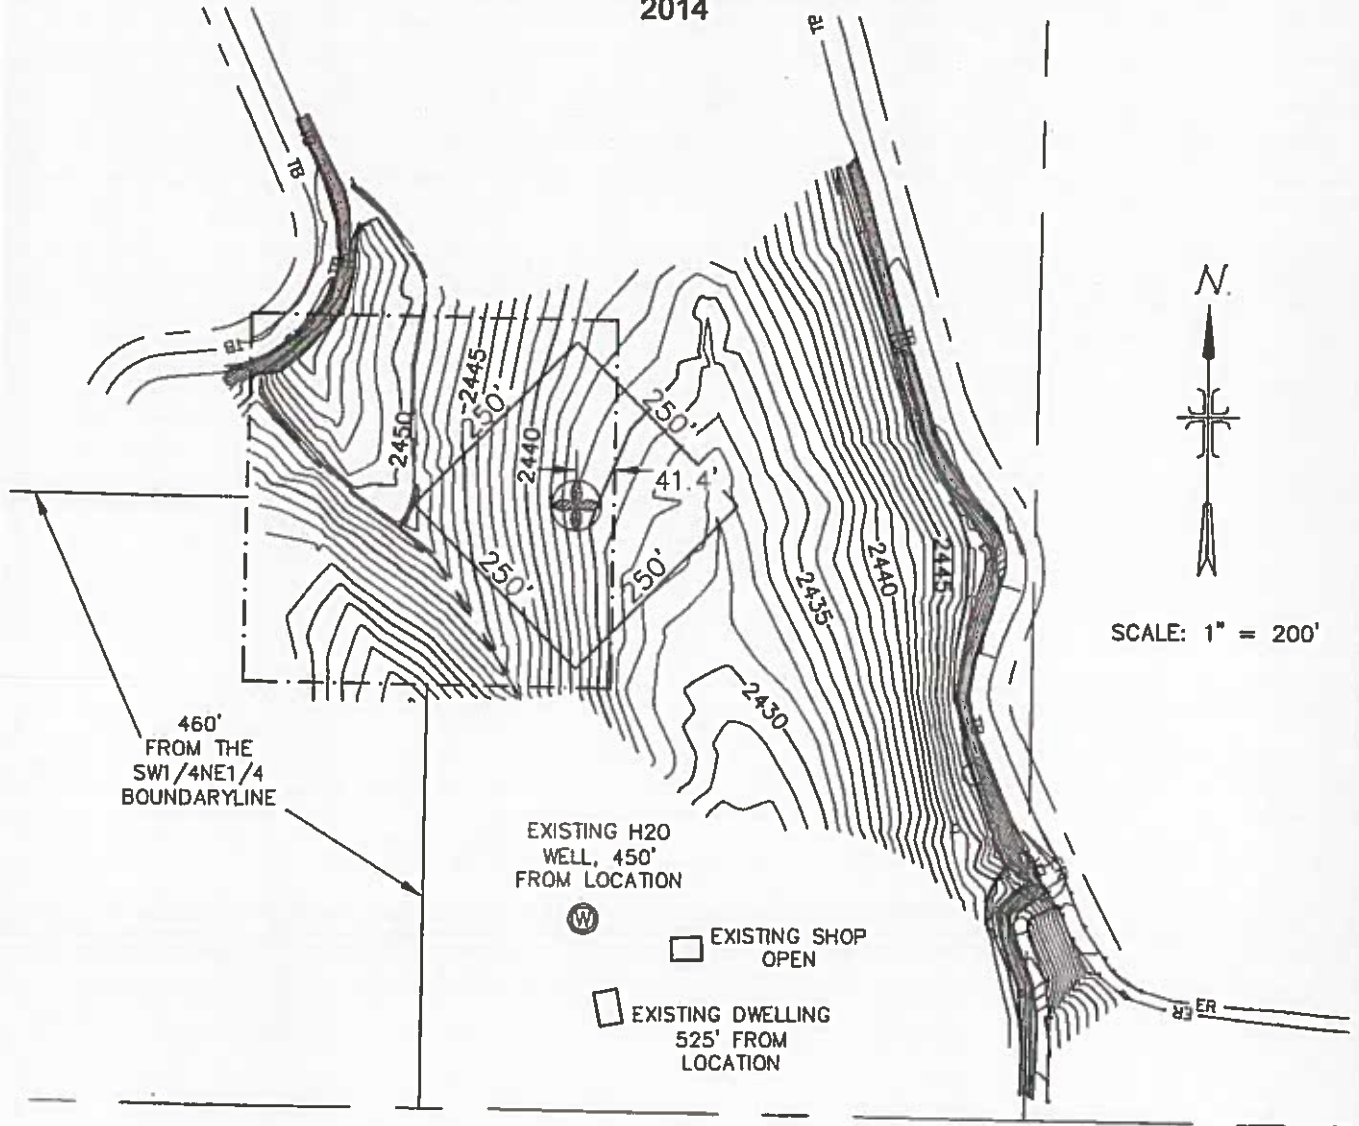 2014
TB
TB
TB
TB
N.
2445
250'
250'
2450
2440
41.4'
250'
250'
2435
2440
2445
SCALE: 1" = 200'
2430
TB
460'
FROM THE
SW1/4NE1/4
BOUNDARYLINE
EXISTING H20
WELL, 450'
FROM LOCATION
W
EXISTING SHOP
OPEN
EXISTING DWELLING
525' FROM
LOCATION
ER
ER